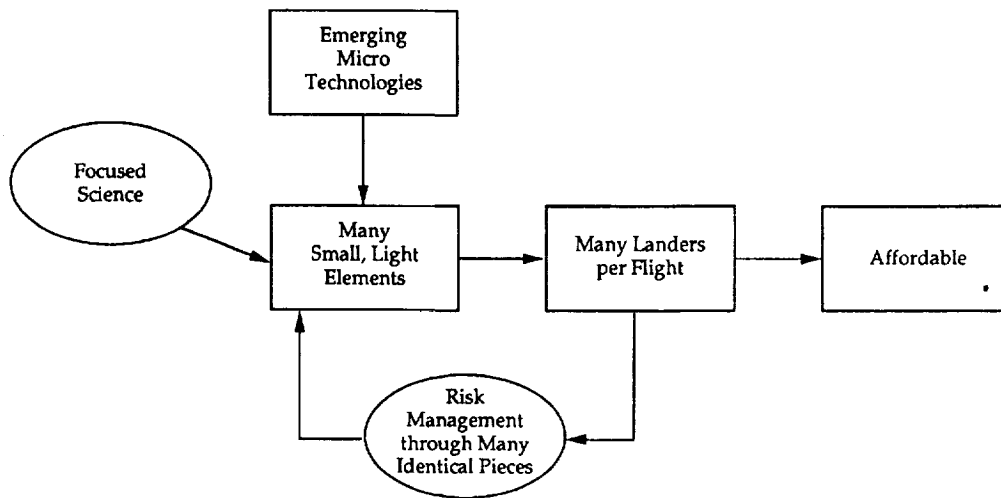 Emerging
Micro
Technologies
Focused
Science
Many
Small, Light
Elements
Many Landers
per Flight
Affordable
Risk
Management
through Many
Identical Pieces